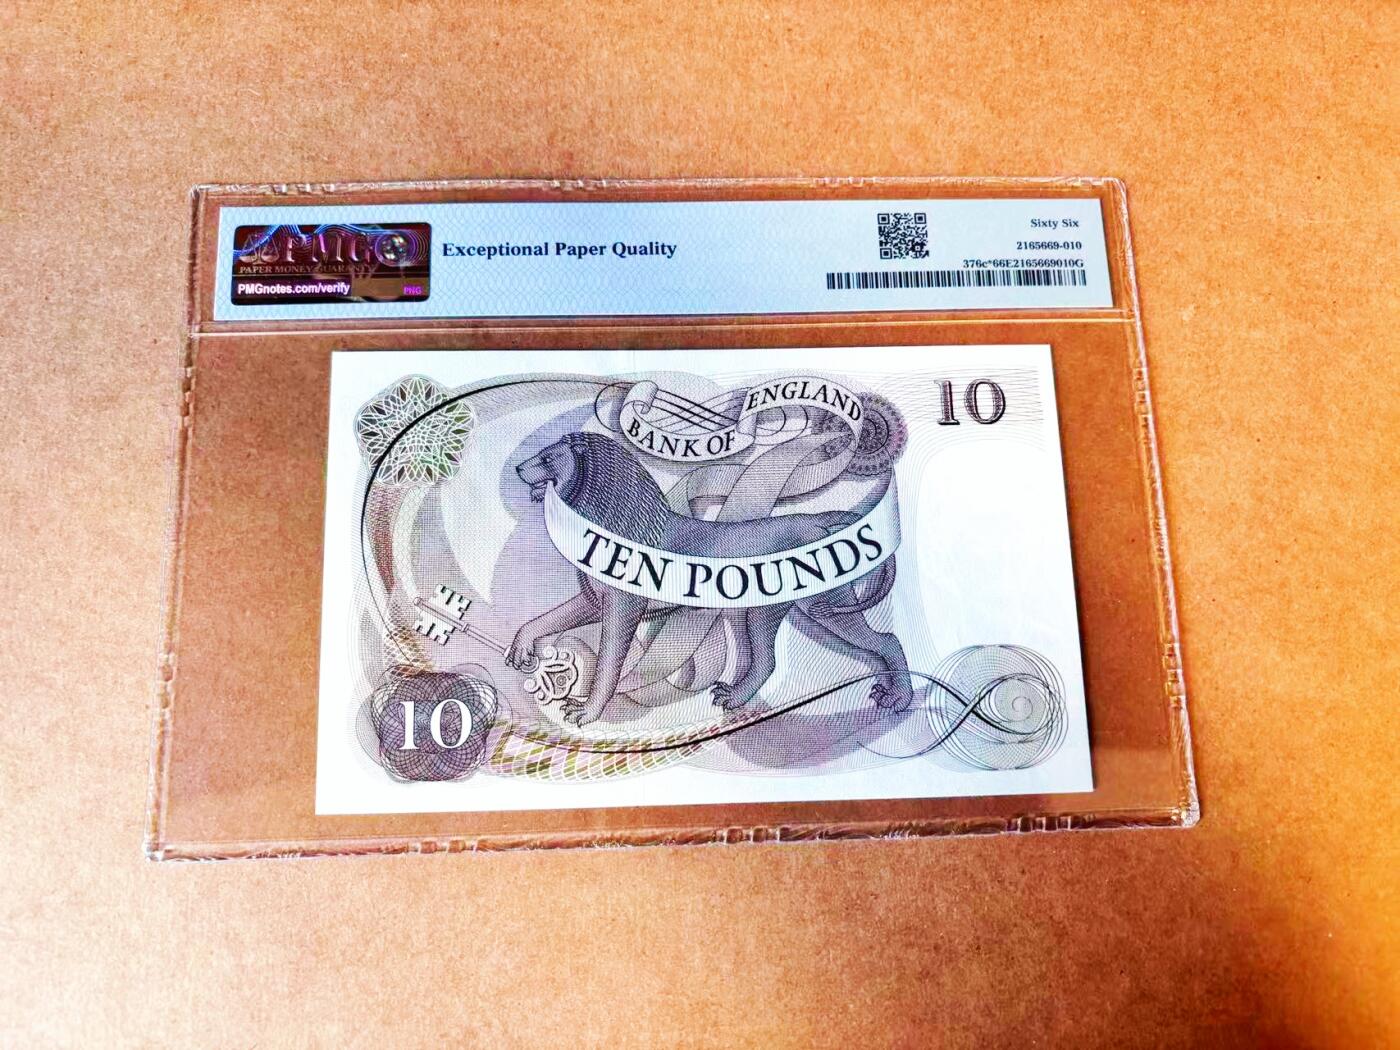 PMG
PAPER MONEY GUARANTY
PMGnotes.com/verify
PNG
Exceptional Paper Quality
Sixty Six
2165669-010
376c*66E2165669010G
BANK OF ENGLAND
10
TEN POUNDS
10